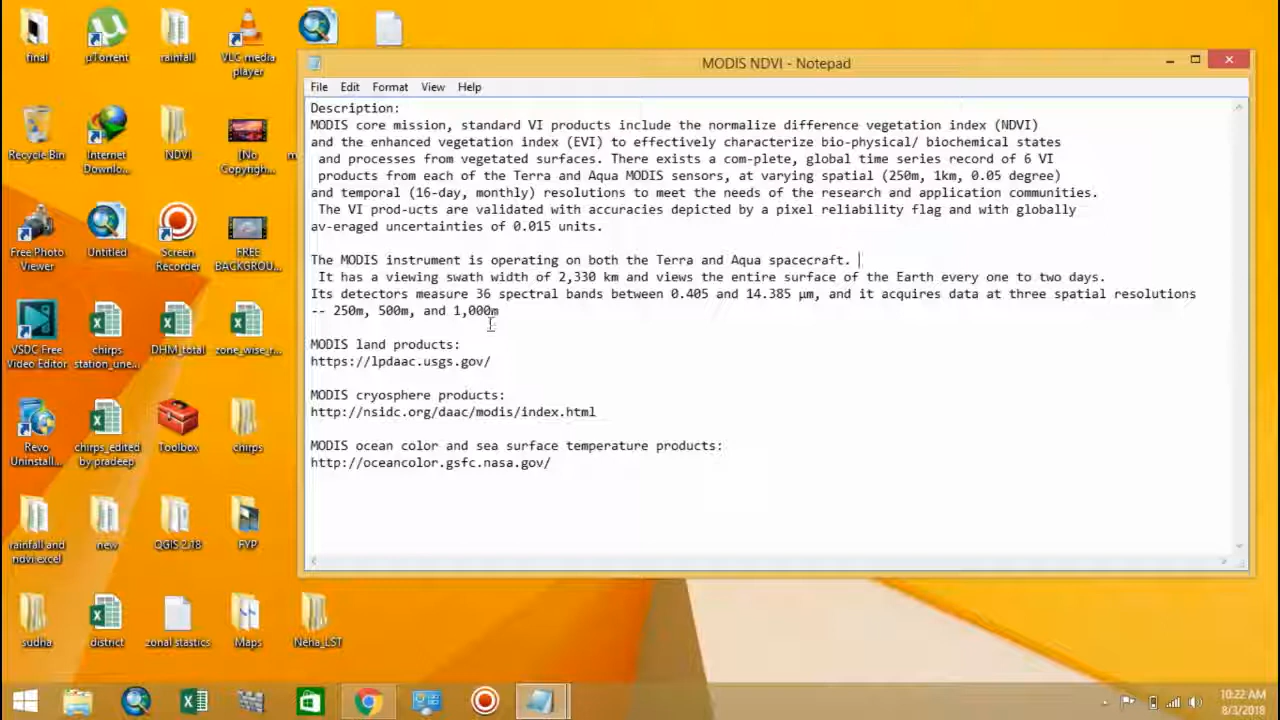 final
µTorrent
rainfall
VLC media
player
MODIS NDVI - Notepad
File Edit Format View Help
Description:
MODIS core mission, standard VI products include the normalize difference vegetation index (NDVI)
and the enhanced vegetation index (EVI) to effectively characterize bio-physical/ biochemical states
and processes from vegetated surfaces. There exists a com-plete, global time series record of 6 VI
products from each of the Terra and Aqua MODIS sensors, at varying spatial (250m, 1km, 0.05 degree)
and temporal (16-day, monthly) resolutions to meet the needs of the research and application communities.
The VI prod-ucts are validated with accuracies depicted by a pixel reliability flag and with globally
av-eraged uncertainties of 0.015 units.
The MODIS instrument is operating on both the Terra and Aqua spacecraft.
It has a viewing swath width of 2,330 km and views the entire surface of the Earth every one to two days.
Its detectors measure 36 spectral bands between 0.405 and 14.385 µm, and it acquires data at three spatial resolutions
-- 250m, 500m, and 1,000m
MODIS land products:
https://lpdaac.usgs.gov/
MODIS cryosphere products:
http://nsidc.org/daac/modis/index.html
MODIS ocean color and sea surface temperature products:
http://oceancolor.gsfc.nasa.gov/
Recycle Bin
Internet
Downlo...
NDVI
[No
Copyrigh...
Free Photo
Viewer
Untitled
Screen
Recorder
FREE
BACKGROU...
VSDC Free
Video Editor
chirps
station_une...
DHM_total
zone_wise_r...
Revo
Uninstall...
chirps_edited
by pradeep
Toolbox
chirps
rainfall and
ndvi excel
new
QGIS 2.18
FYP
sudha
district
zonal stastics
Maps
Neha_LST
10:22 AM
8/3/2018